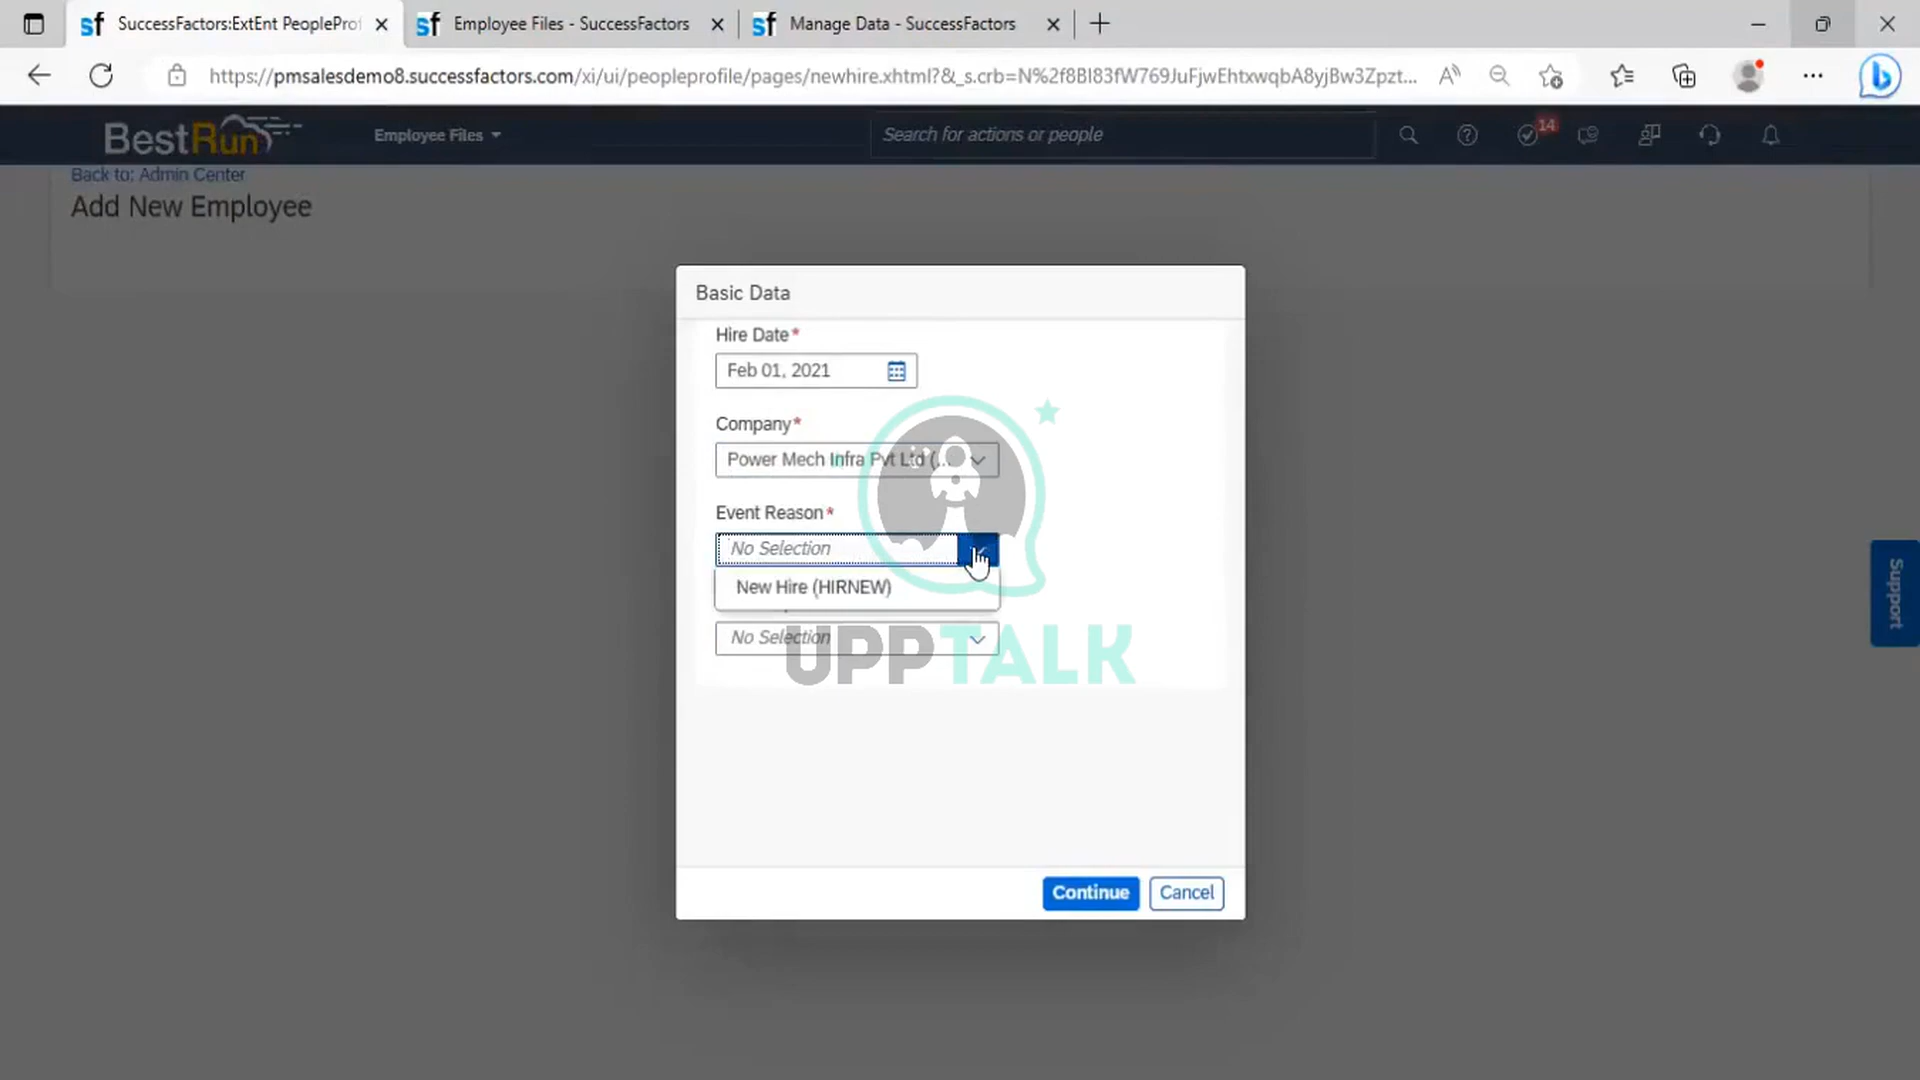 SuccessFactors:ExtEnt PeopleProf
Employee Files - SuccessFactors
Manage Data - SuccessFactors
https://pmsalesdemo8.successfactors.com/xi/ui/peopleprofile/pages/newhire.xhtml?&_s.crb=N%2f8Bl83fW769JuFjwEhtxwqbA8yjBw3Zpzt...
BestRun
Employee Files
Search for actions or people
14
Back to: Admin Center
Add New Employee
Basic Data
Hire Date*
Feb 01, 2021
Company*
Power Mech Infra Pvt Ltd (...
Event Reason*
No Selection
New Hire (HIRNEW)
No Selection
UPPTALK
Continue
Cancel
Support